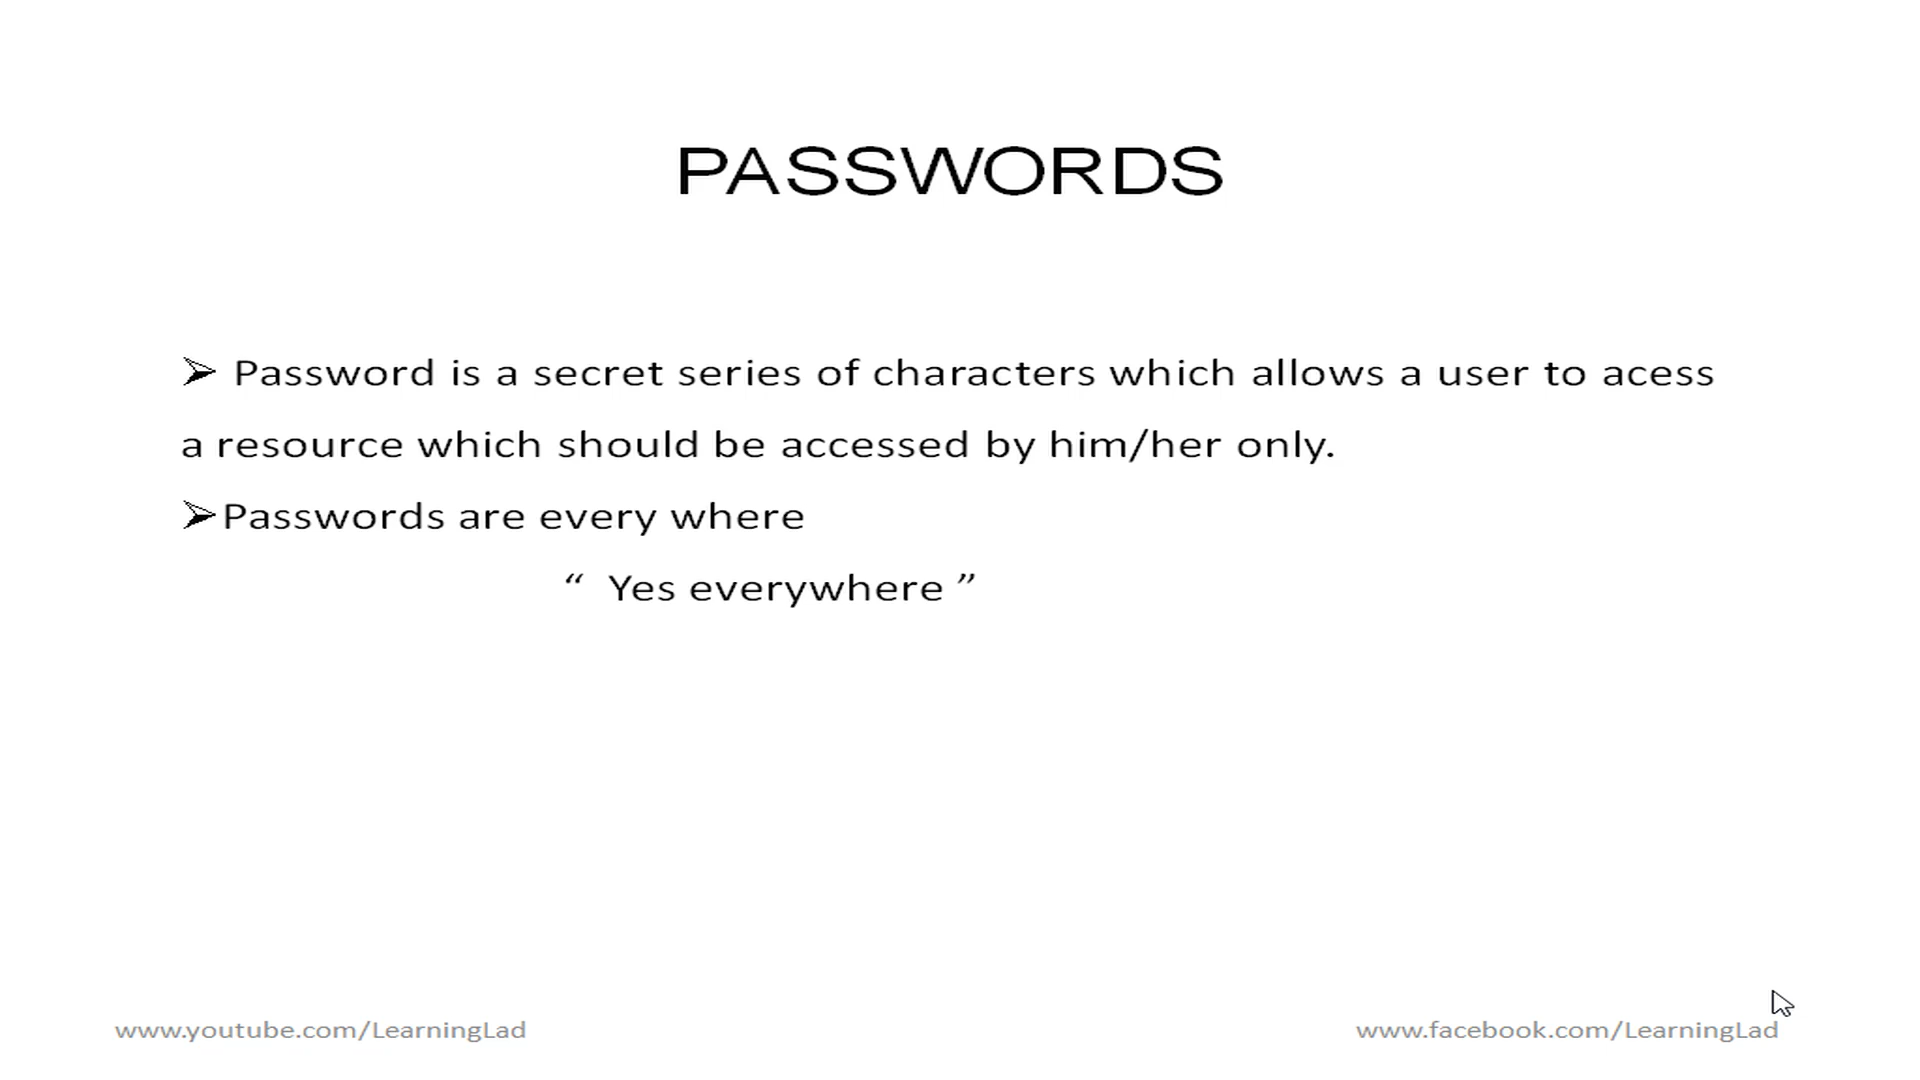 PASSWORDS
➢ Password is a secret series of characters which allows a user to acess
a resource which should be accessed by him/her only.
➢Passwords are every where
“ Yes everywhere ”
www.youtube.com/LearningLad
www.facebook.com/LearningLad